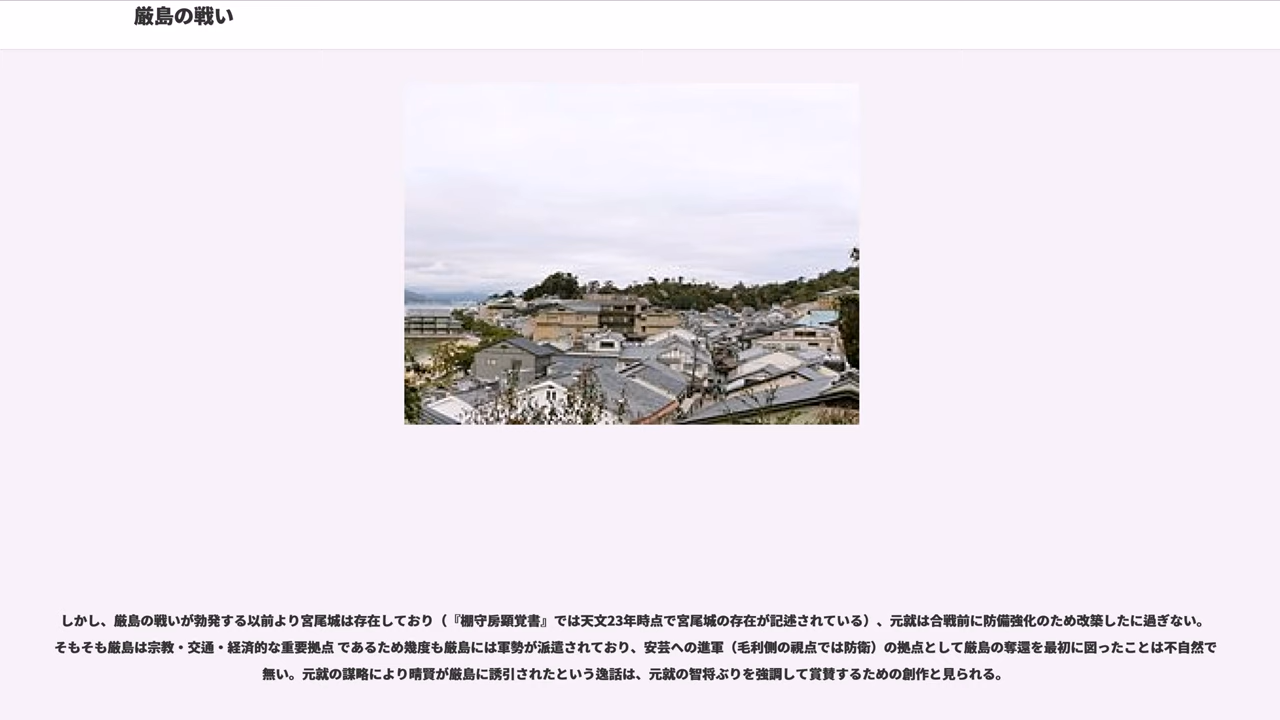 厳島の戦い
しかし、厳島の戦いが勃発する以前より宮尾城は存在しており（『棚守房顕覚書』では天文23年時点で宮尾城の存在が記述されている）、元就は合戦前に防備強化のため改築したに過ぎない。
そもそも厳島は宗教・交通・経済的な重要拠点 であるため幾度も厳島には軍勢が派遣されており、安芸への進軍（毛利側の視点では防衛）の拠点として厳島の奪還を最初に図ったことは不自然で
無い。元就の謀略により晴賢が厳島に誘引されたという逸話は、元就の智将ぶりを強調して賞賛するための創作と見られる。